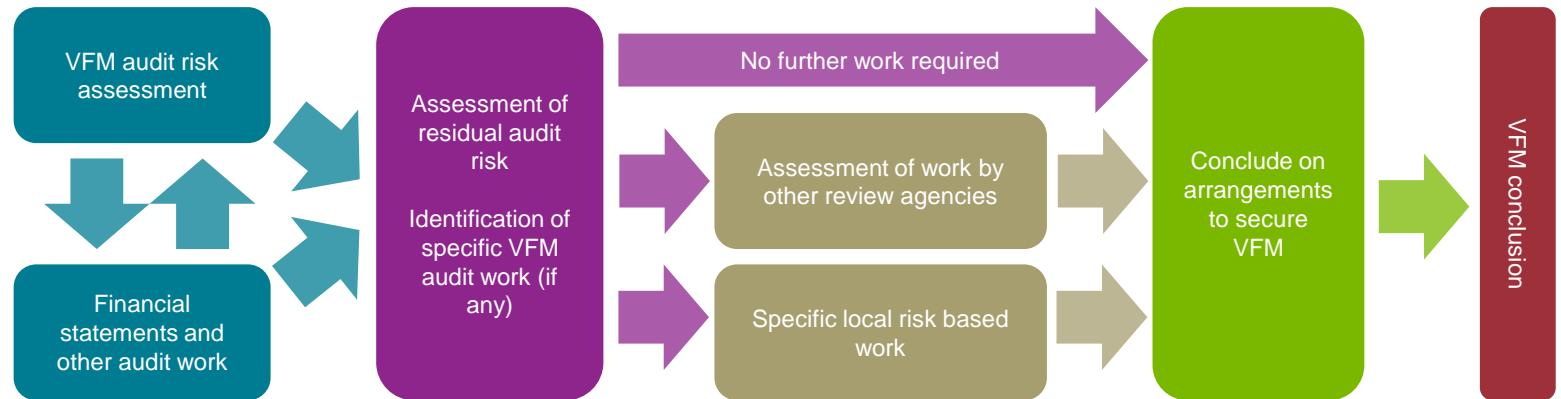 VFM audit risk
assessment
Financial
statements and
other audit work
Assessment of
residual audit
risk
Identification of
specific VFM
audit work (if
any)
No further work required
Assessment of work by
other review agencies
Specific local risk based
work
Conclude on
arrangements
to secure
VFM
VFM conclusion